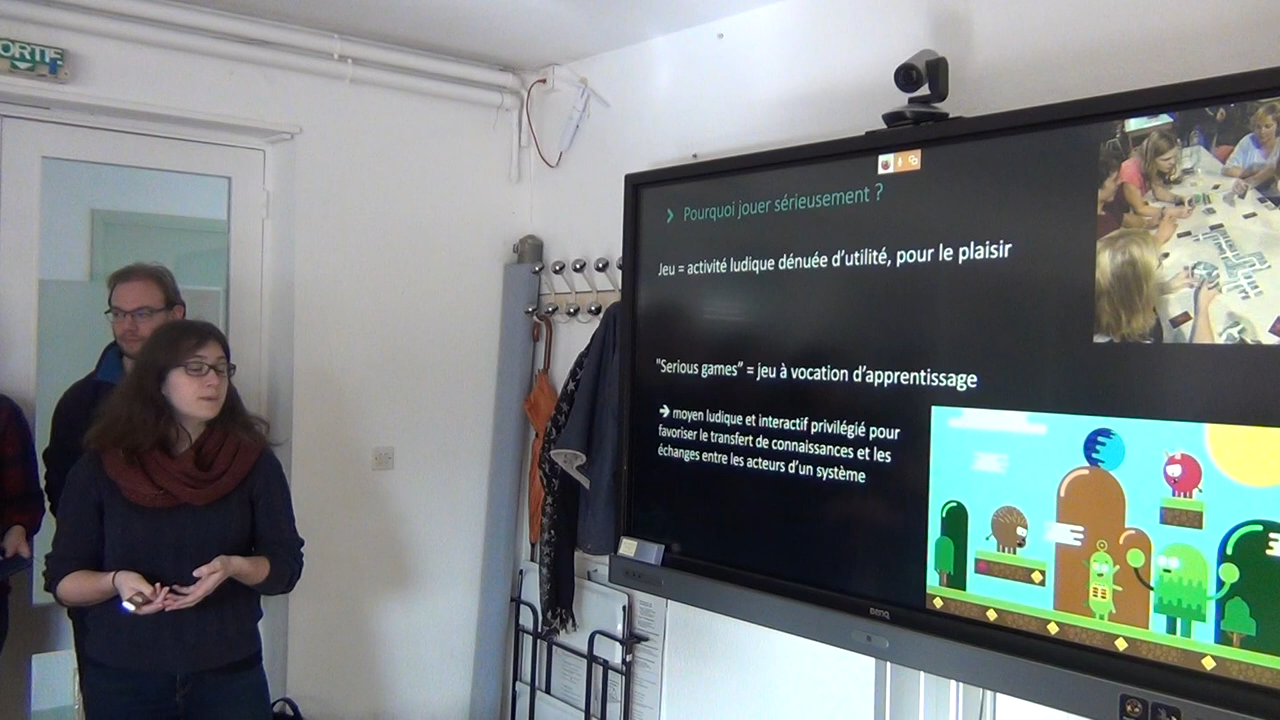 ORTIE
Pourquoi jouer sérieusement ?
Jeu = activité ludique dénuée d'utilité, pour le plaisir
"Serious games" = jeu à vocation d'apprentissage
➔ moyen ludique et interactif privilégié pour
favoriser le transfert de connaissances et les
échanges entre les acteurs d'un système
BenQ